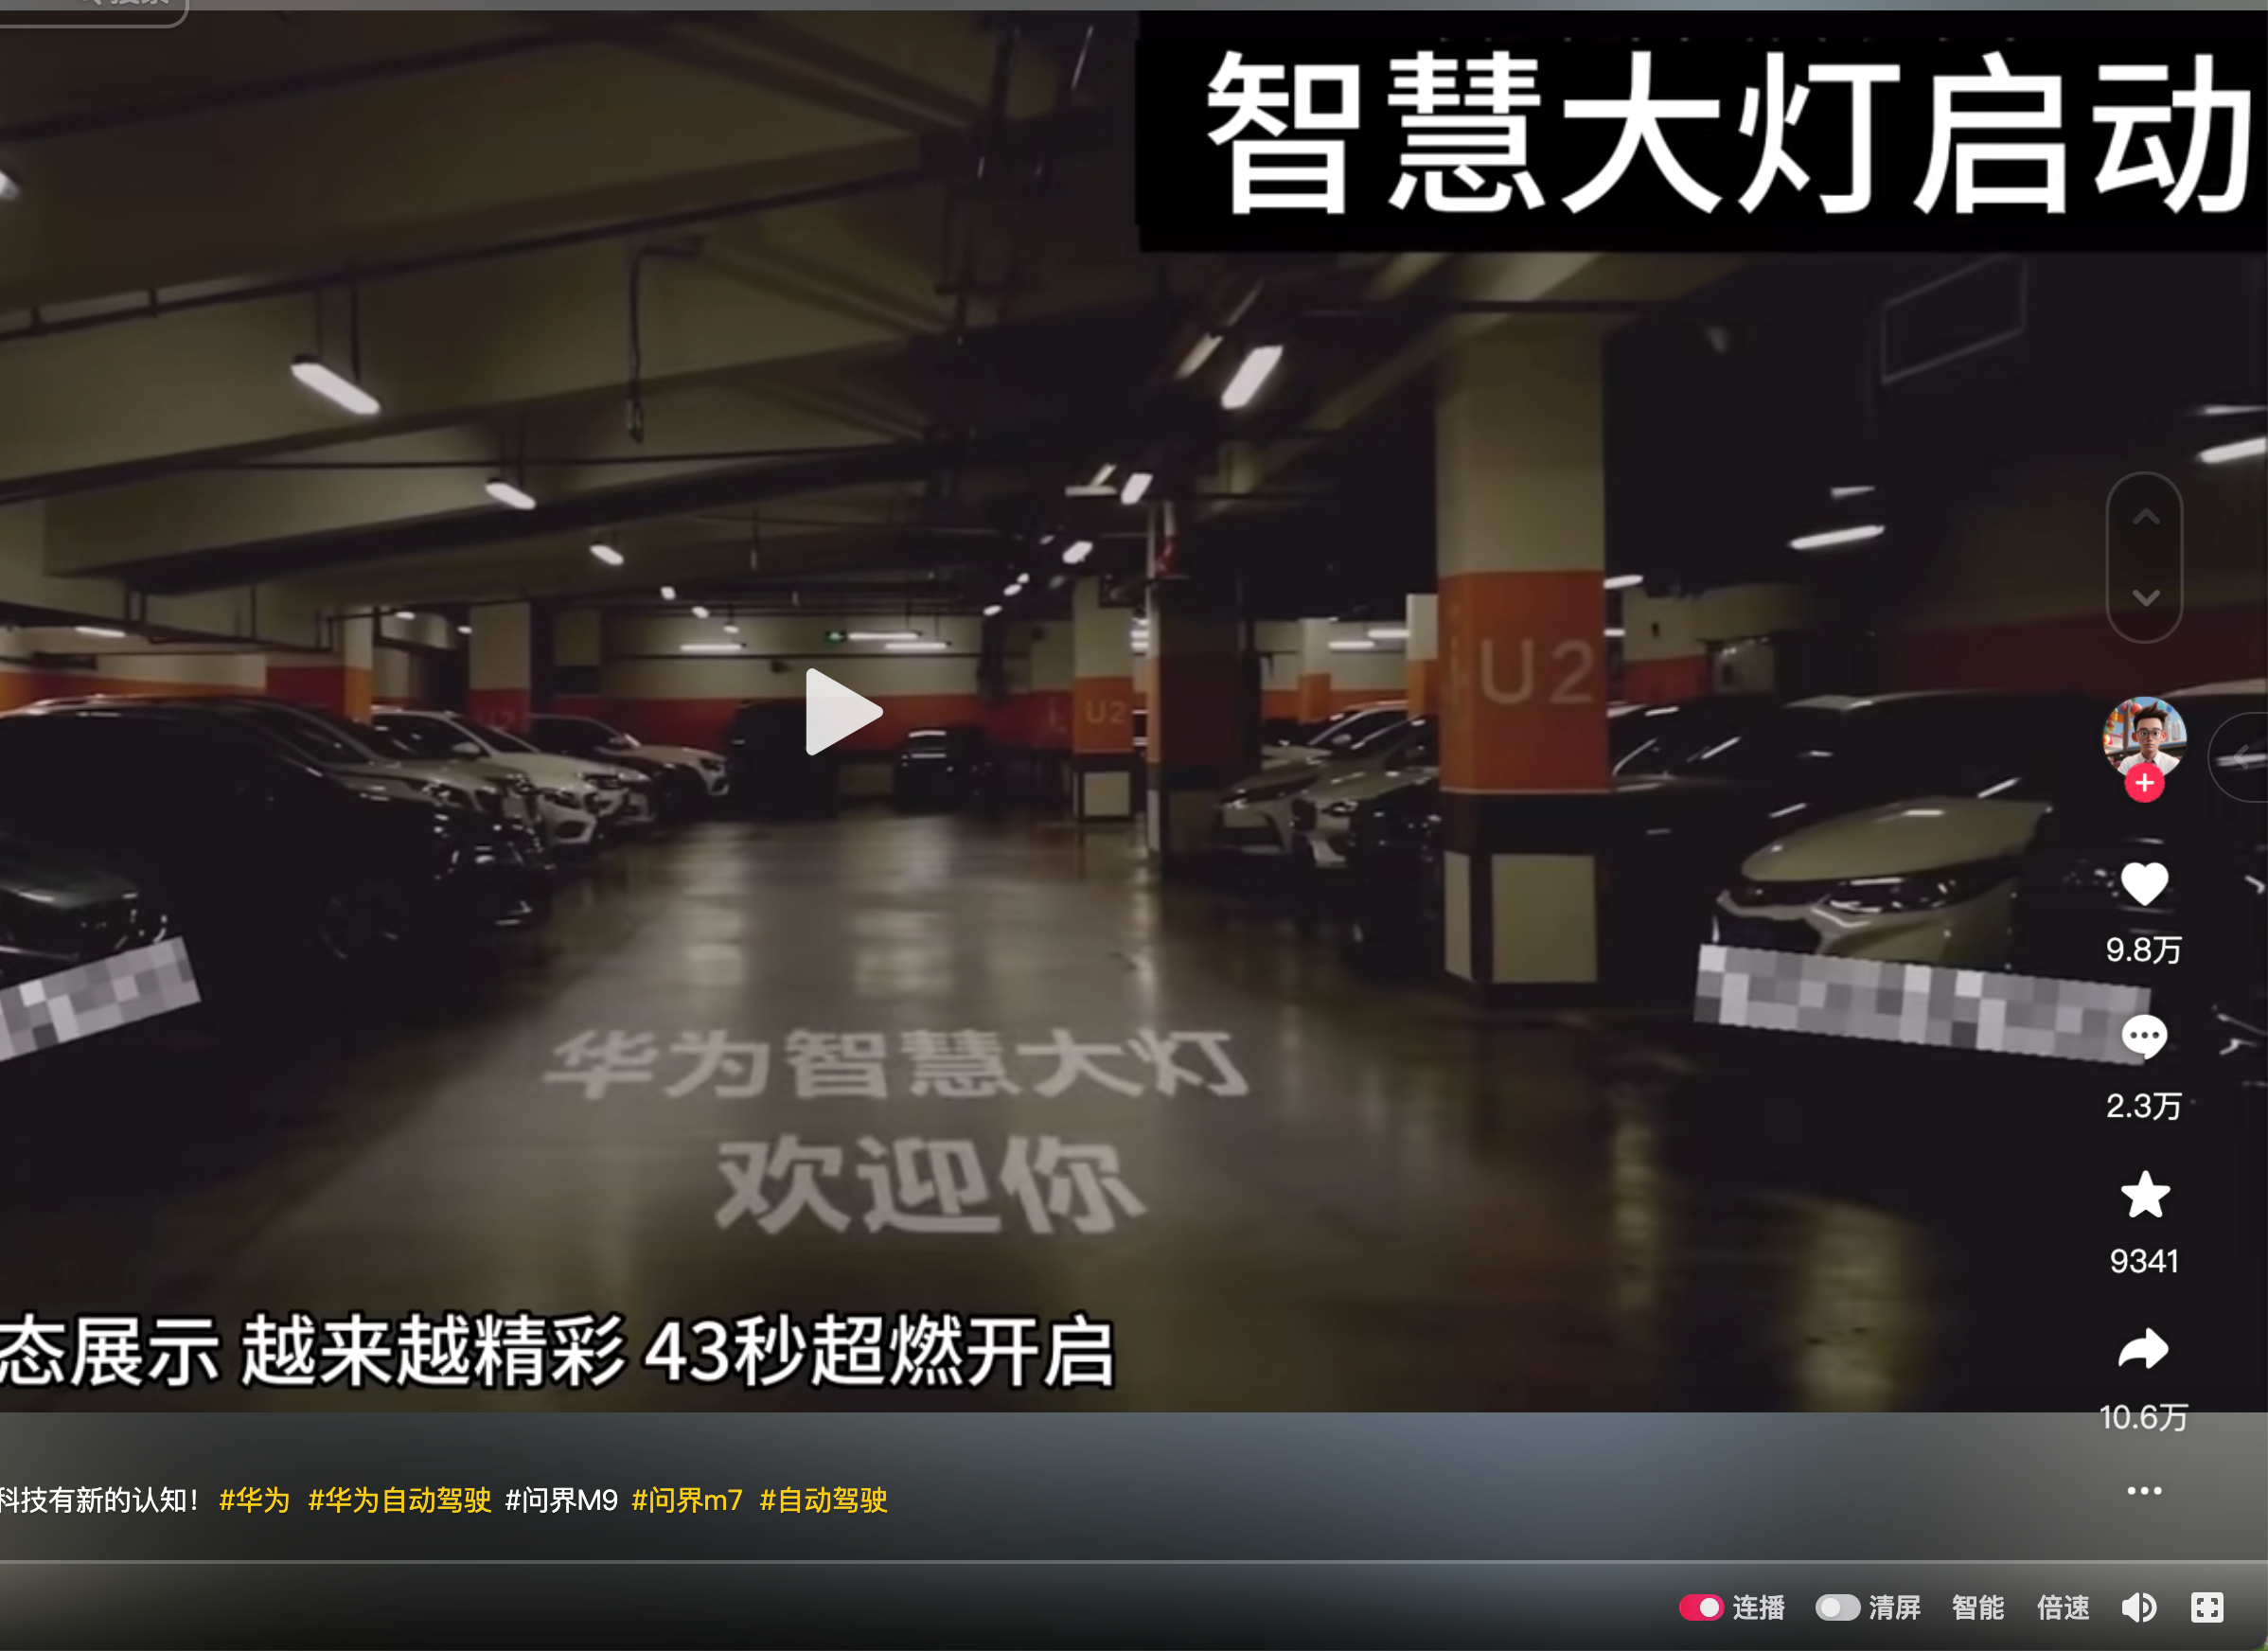 智慧大灯启动
U2
U2
华为智慧大灯
欢迎你
9.8万
2.3万
9341
10.6万
态展示 越来越精彩 43秒超燃开启
科技有新的认知! #华为 #华为自动驾驶 #问界M9 #问界m7 #自动驾驶
连播 清屏 智能 倍速